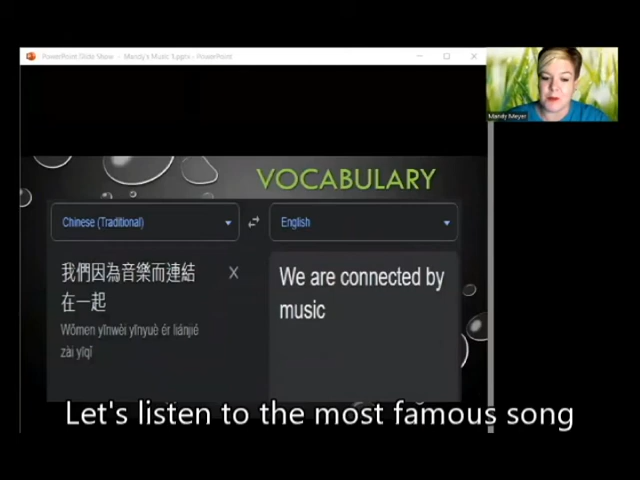 PowerPoint Slide Show - Mandy's Music 3.pptx - PowerPoint
Mandy Meyer
VOCABULARY
Chinese (Traditional)
English
我們因為音樂而連結
在一起
Wǒmen yīnwèi yīnyuè ér liánjié
zài yīqǐ
X
We are connected by
music
Let's listen to the most famous song